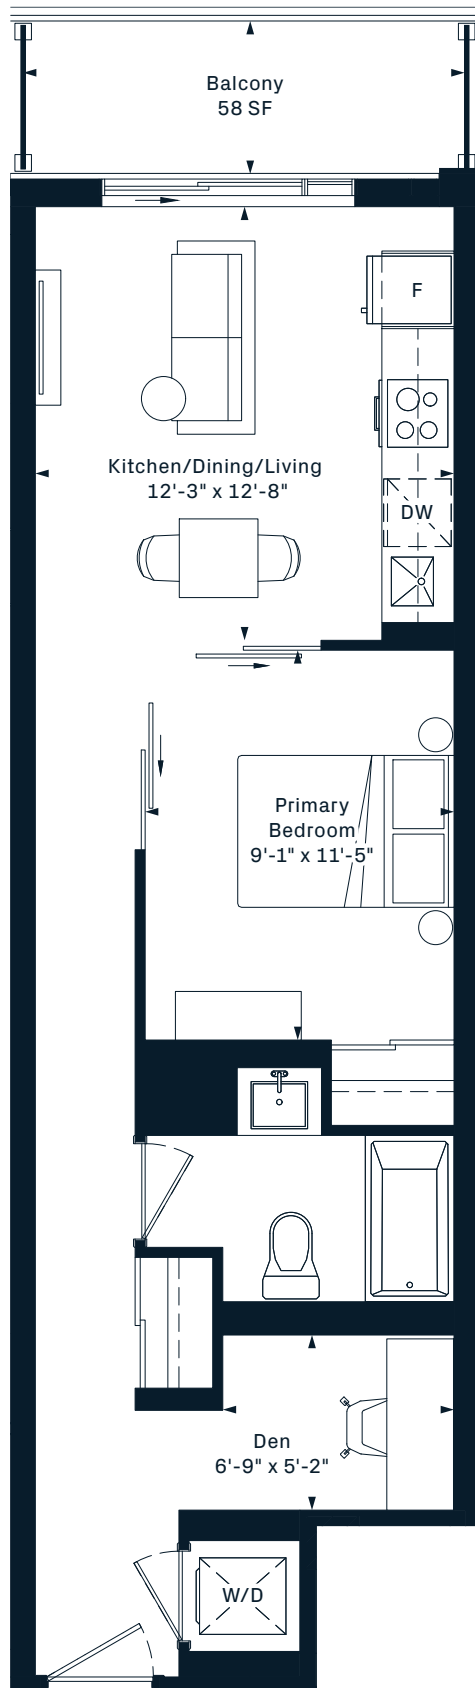 Balcony
58 SF
F
Kitchen/Dining/Living
12'-3" x 12'-8"
DW
Primary
Bedroom
9'-1" x 11'-5"
Den
6'-9" x 5'-2"
W/D